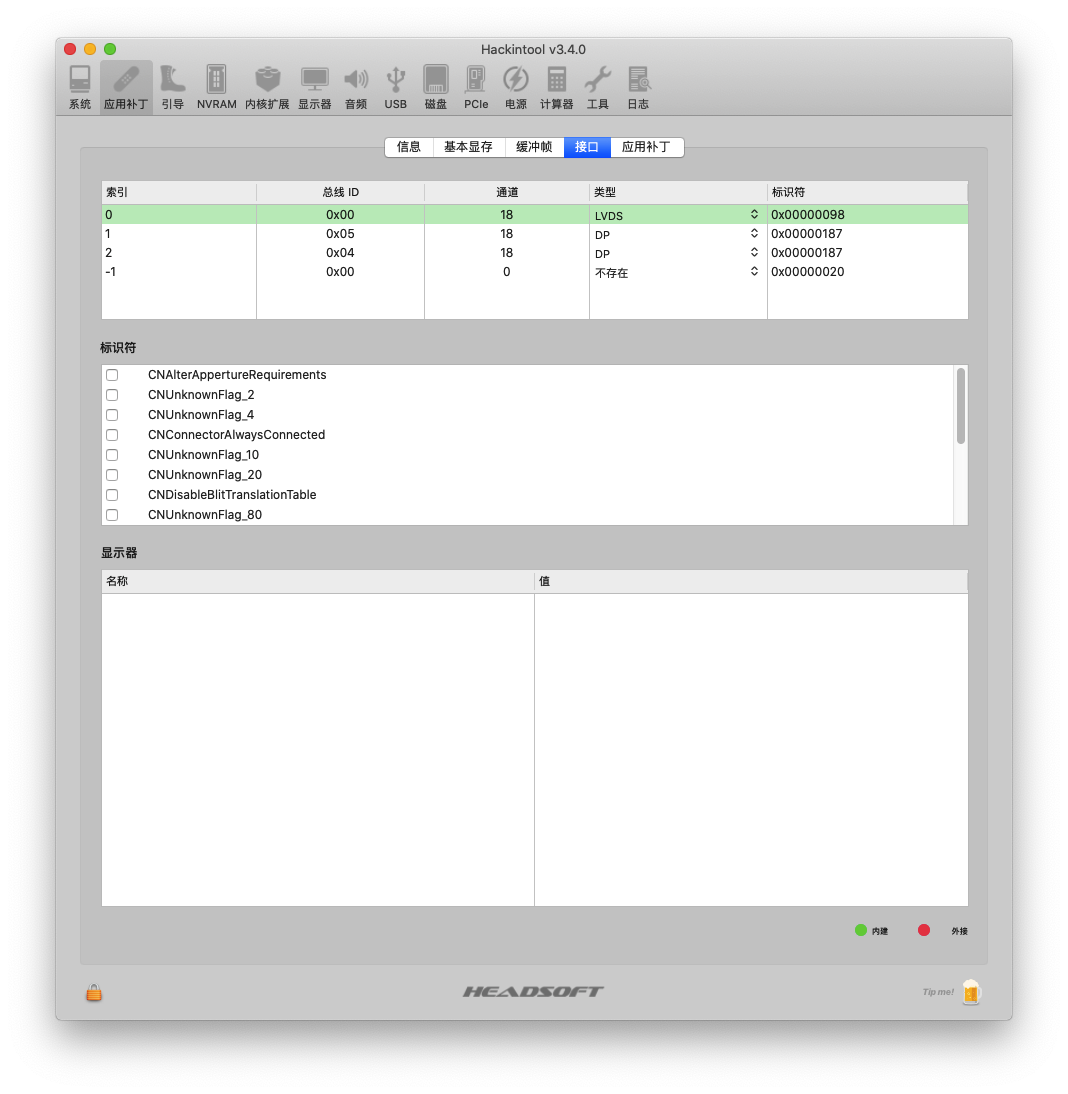 Hackintool v3.4.0
系统 应用补丁 引导 NVRAM 内核扩展 显示器 音频 USB 磁盘 PCIe 电源 计算器 工具 日志
信息 基本显存 缓冲帧 接口 应用补丁
索引 总线 ID 通道 类型 标识符
0 0x00 18 LVDS 0x00000098
1 0x05 18 DP 0x00000187
2 0x04 18 DP 0x00000187
-1 0x00 0 不存在 0x00000020
标识符
CNAlterAppertureRequirements
CNUnknownFlag_2
CNUnknownFlag_4
CNConnectorAlwaysConnected
CNUnknownFlag_10
CNUnknownFlag_20
CNDisableBlitTranslationTable
CNUnknownFlag_80
显示器
名称 值
内建 外接
HEADSOFT
Tip me!